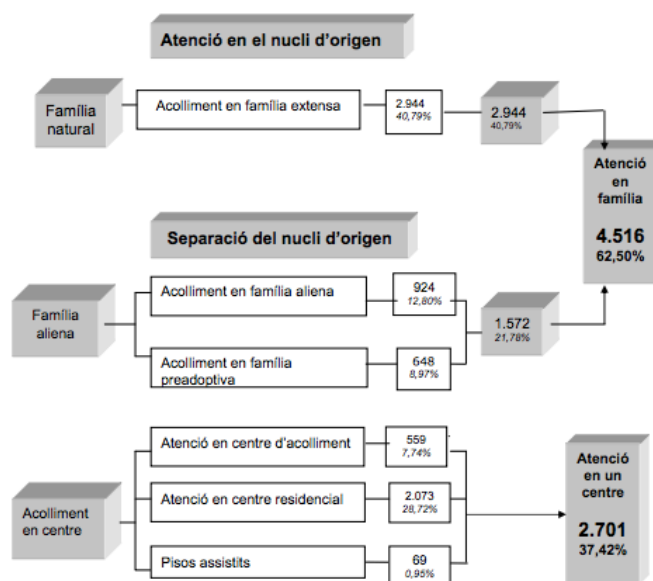 Atenció en el nucli d'origen
Família
natural
Acolliment en família extensa
2.944
40,79%
2.944
40,79%
Atenció
en
família
4.516
62,50%
Separació del nucli d'origen
Família
aliena
Acolliment en família aliena
924
12,80%
Acolliment en família
preadoptiva
648
8,97%
1.572
21,78%
Acolliment
en centre
Atenció en centre d'acolliment
559
7,74%
Atenció en centre residencial
2.073
28,72%
Pisos assistits
69
0,95%
Atenció
en un
centre
2.701
37,42%